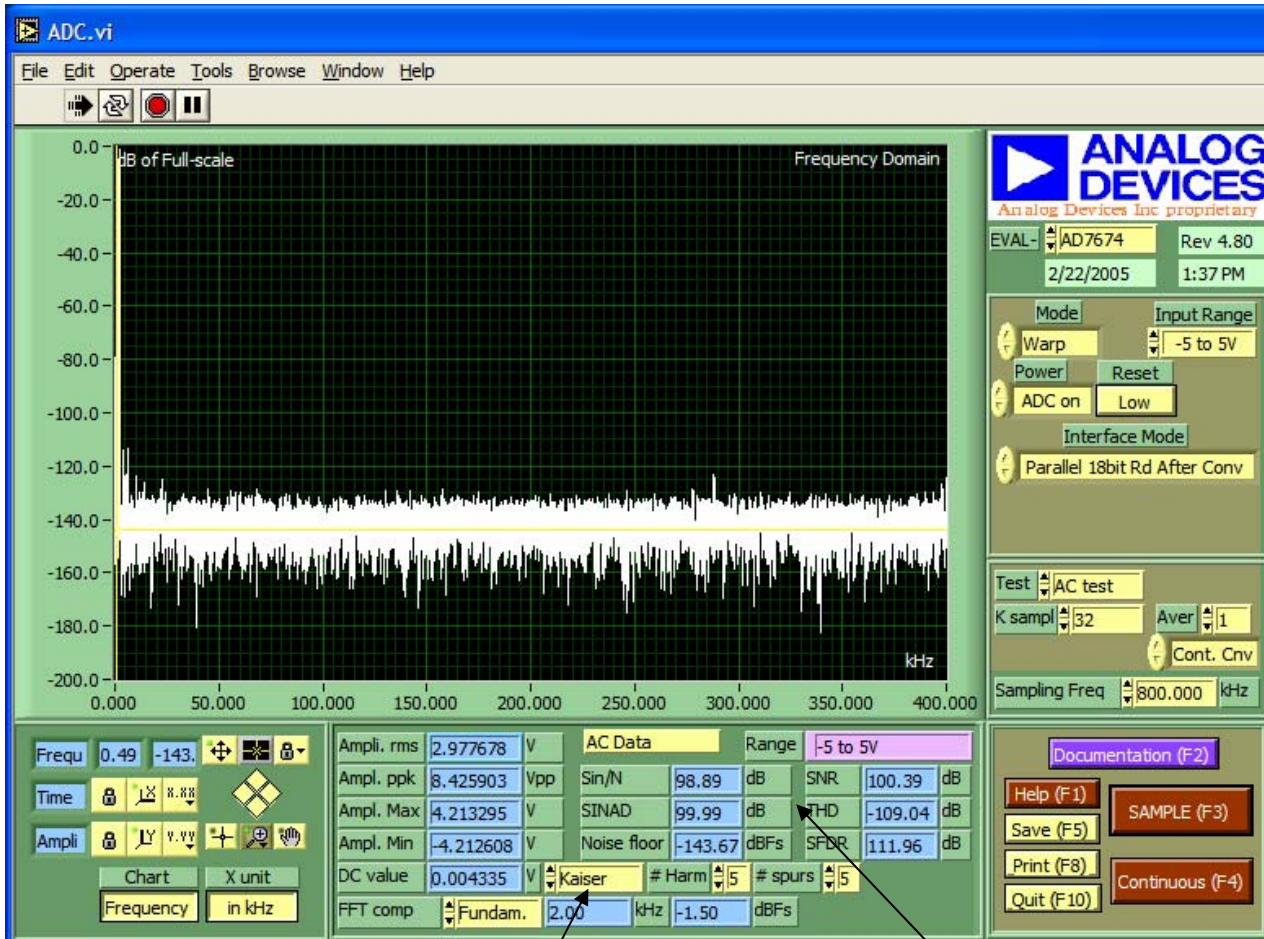 ADC.vi
File Edit Operate Tools Browse Window Help
dB of Full-scale
Frequency Domain
0.0
-20.0
-40.0
-60.0
-80.0
-100.0
-120.0
-140.0
-160.0
-180.0
-200.0
kHz
0.000 50.000 100.000 150.000 200.000 250.000 300.000 350.000 400.000
ANALOG
DEVICES
Analog Devices Inc proprietary
EVAL- AD7674 Rev 4.80
2/22/2005 1:37 PM
Mode Input Range
Warp -5 to 5V
Power Reset
ADC on Low
Interface Mode
Parallel 18bit Rd After Conv
Test AC test
K sampl 32 Aver 1
Cont. Cnv
Sampling Freq 800.000 kHz
Frequ 0.49 -143.
Time X X.XX
Ampli Y Y.YY
Chart X unit
Frequency in kHz
Ampli. rms 2.977678 V AC Data Range -5 to 5V
Ampl. ppk 8.425903 Vpp Sin/N 98.89 dB SNR 100.39 dB
Ampl. Max 4.213295 V SINAD 99.99 dB THD -109.04 dB
Ampl. Min -4.212608 V Noise floor -143.67 dBFs SFDR 111.96 dB
DC value 0.004335 V Kaiser # Harm 5 # spurs 5
FFT comp Fundam. 2.00 kHz -1.50 dBFs
Documentation (F2)
Help (F1)
SAMPLE (F3)
Save (F5)
Print (F8)
Continuous (F4)
Quit (F10)